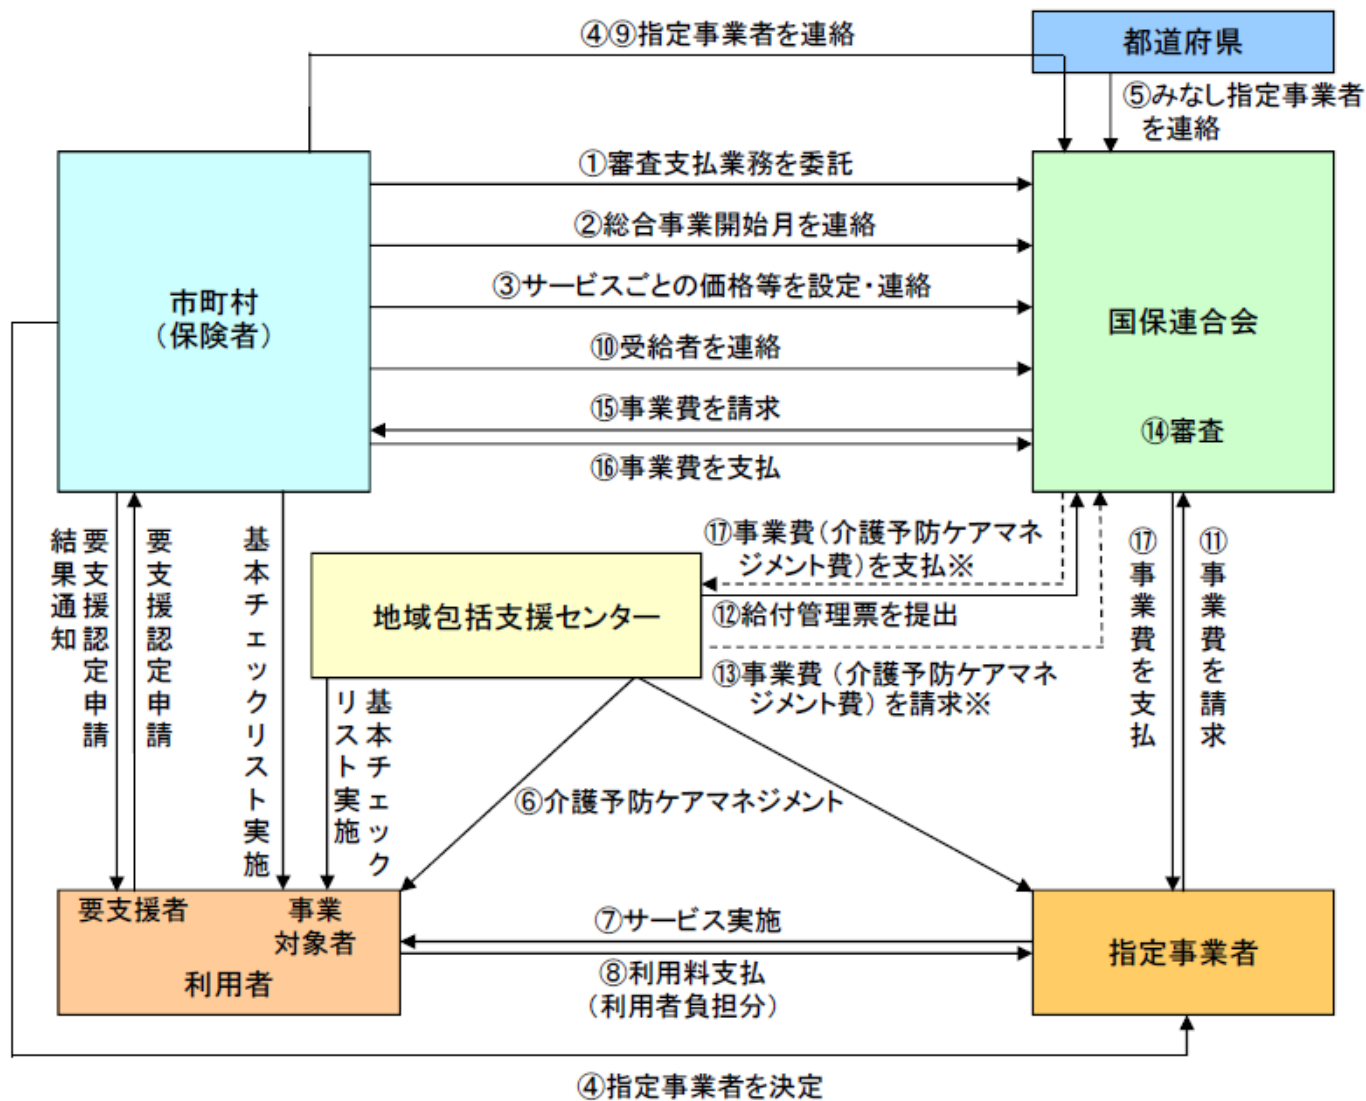 ④⑨指定事業者を連絡
都道府県
⑤みなし指定事業者
を連絡
①審査支払業務を委託
②総合事業開始月を連絡
③サービスごとの価格等を設定・連絡
市町村
（保険者）
国保連合会
⑩受給者を連絡
⑮事業費を請求
⑭審査
⑯事業費を支払
要支援認定申請
結果通知
要支援認定申請
基本チェックリスト実施
⑰事業費（介護予防ケアマネ
ジメント費）を支払※
地域包括支援センター
⑫給付管理票を提出
⑬事業費（介護予防ケアマネ
ジメント費）を請求※
⑰事業費を支払
⑪事業費を請求
基本チェック
リスト実施
⑥介護予防ケアマネジメント
要支援者
事業
対象者
利用者
⑦サービス実施
⑧利用料支払
（利用者負担分）
指定事業者
④指定事業者を決定